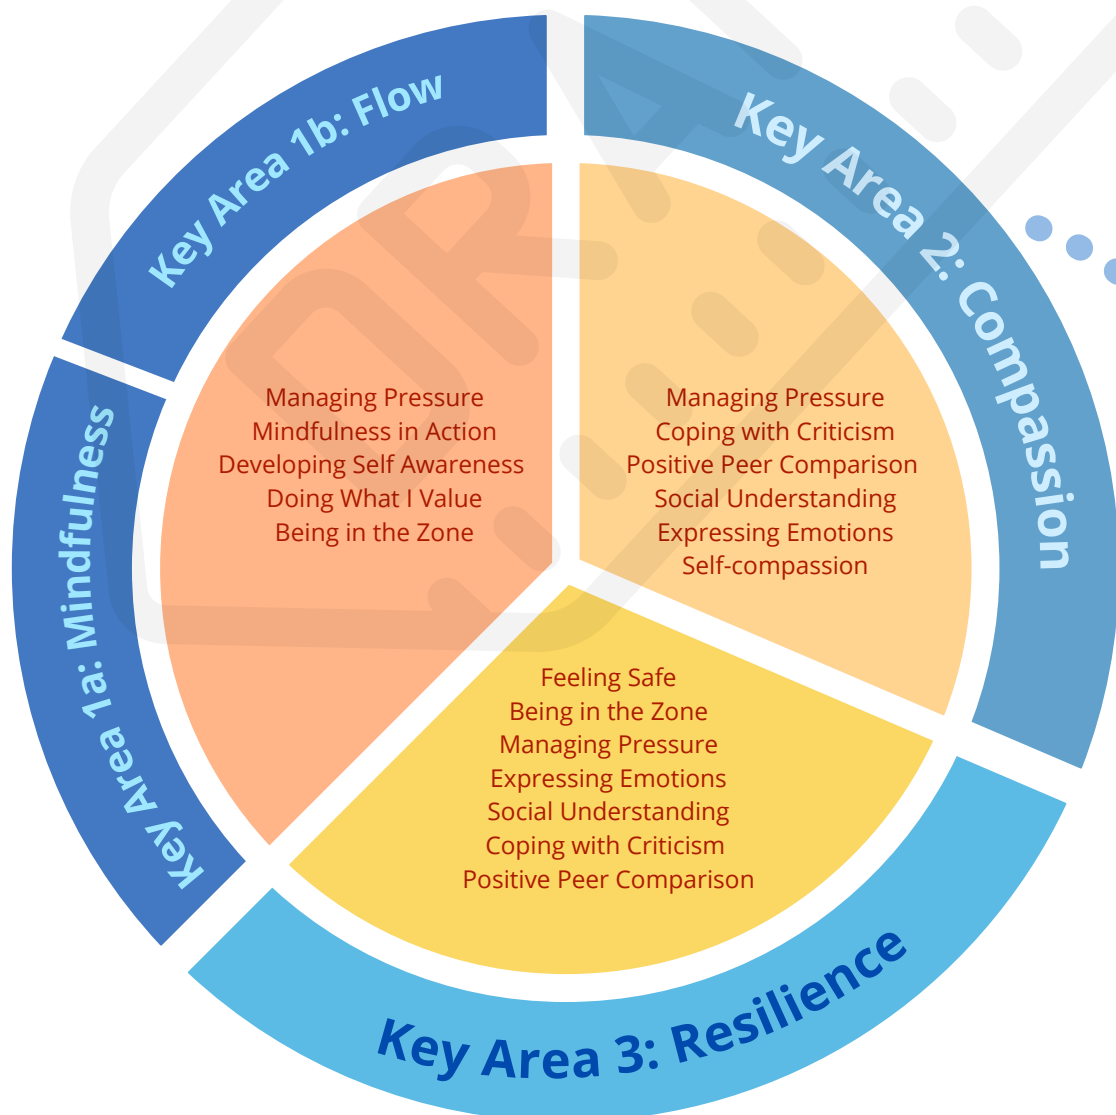 Key Area 1b: Flow
Key Area 1a: Mindfulness
Managing Pressure
Mindfulness in Action
Developing Self Awareness
Doing What I Value
Being in the Zone
Key Area 2: Compassion
Managing Pressure
Coping with Criticism
Positive Peer Comparison
Social Understanding
Expressing Emotions
Self-compassion
Feeling Safe
Being in the Zone
Managing Pressure
Expressing Emotions
Social Understanding
Coping with Criticism
Positive Peer Comparison
Key Area 3: Resilience